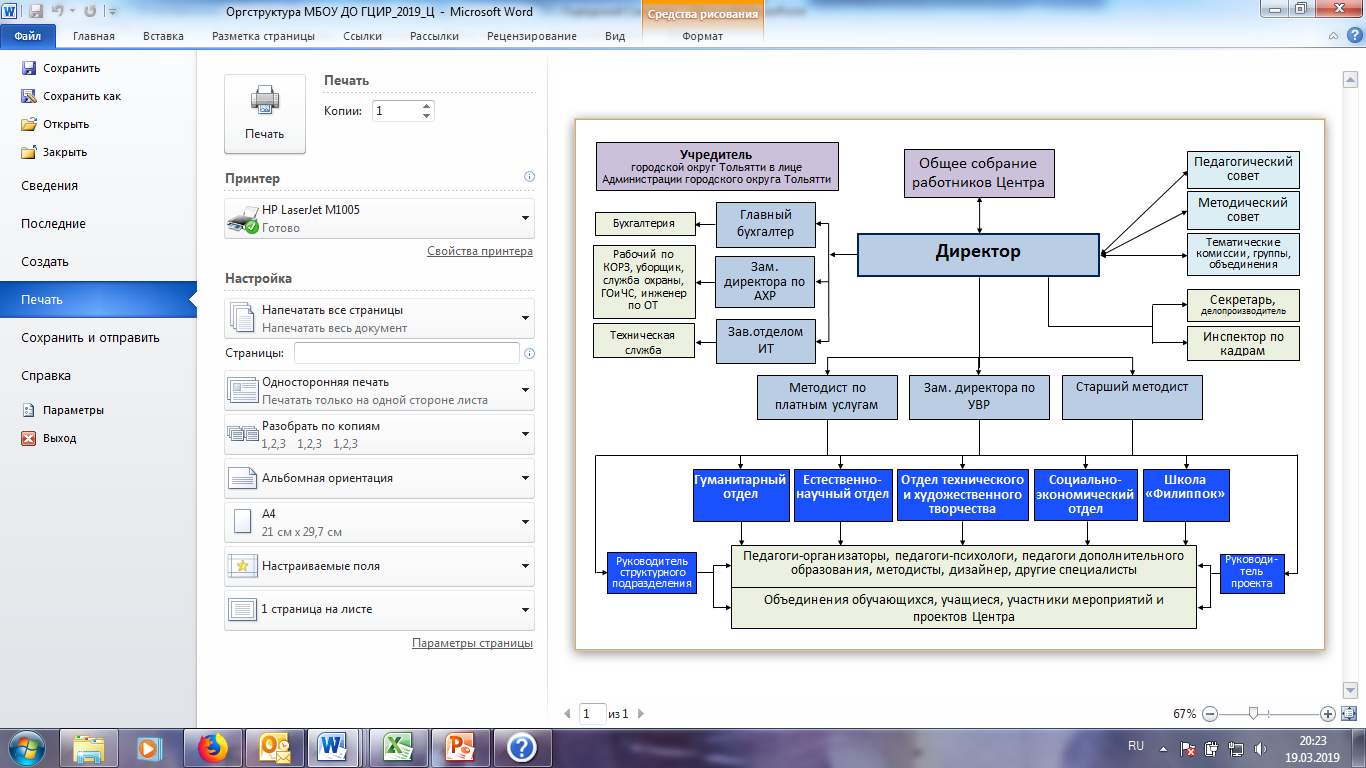 Оргструктура МБОУ ДО ГЦИР_2019_Ц - Microsoft Word
Средства рисования
Файл
Главная
Вставка
Разметка страницы
Ссылки
Рассылки
Рецензирование
Вид
Формат
Сохранить
Сохранить как
Открыть
Закрыть
Сведения
Последние
Создать
Печать
Сохранить и отправить
Справка
Параметры
Выход
Печать
Печать
Копии: 1
Принтер
HP LaserJet M1005
Готово
Свойства принтера
Настройка
Напечатать все страницы
Напечатать весь документ
Страницы:
Односторонняя печать
Печатать только на одной стороне листа
Разобрать по копиям
1,2,3 1,2,3 1,2,3
Альбомная ориентация
A4
21 см x 29,7 см
Настраиваемые поля
1 страница на листе
Параметры страницы
Учредитель
городской округ Тольятти в лице
Администрации городского округа Тольятти
Общее собрание
работников Центра
Педагогический
совет
Методический
совет
Тематические
комиссии, группы,
объединения
Директор
Главный
бухгалтер
Бухгалтерия
Зам.
директора по
АХР
Рабочий по
КОРЗ, уборщик,
служба охраны,
ГОиЧС, инженер
по ОТ
Зав.отделом
ИТ
Техническая
служба
Секретарь,
делопроизводитель
Инспектор по
кадрам
Методист по
платным услугам
Зам. директора по
УВР
Старший методист
Гуманитарный
отдел
Естественно-
научный отдел
Отдел технического
и художественного
творчества
Социально-
экономический
отдел
Школа
«Филиппок»
Руководитель
структурного
подразделения
Педагоги-организаторы, педагоги-психологи, педагоги дополнительного
образования, методисты, дизайнер, другие специалисты
Объединения обучающихся, учащиеся, участники мероприятий и
проектов Центра
Руководи-
тель
проекта
1 из 1
67%
RU
20:23
19.03.2019